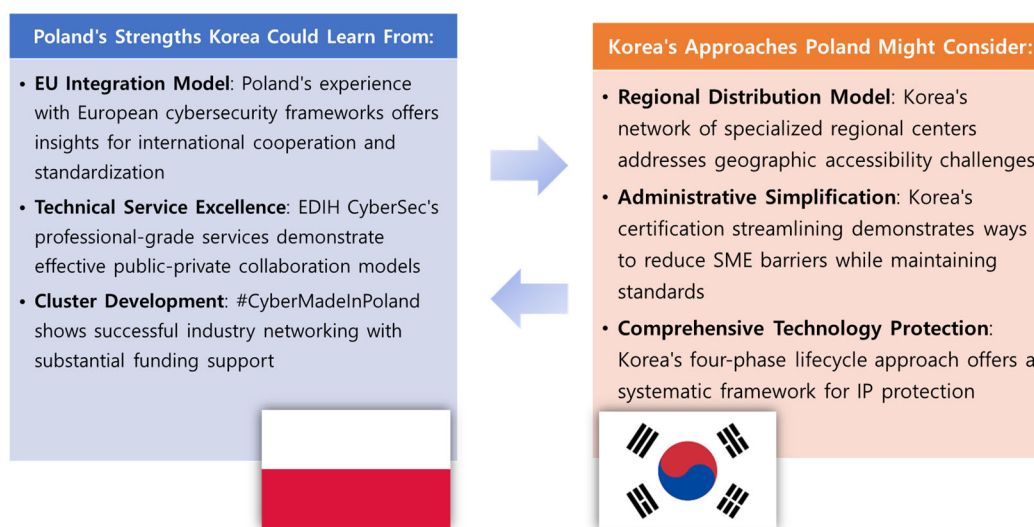 Poland's Strengths Korea Could Learn From:
• EU Integration Model: Poland's experience
with European cybersecurity frameworks offers
insights for international cooperation and
standardization
• Technical Service Excellence: EDIH CyberSec's
professional-grade services demonstrate
effective public-private collaboration models
• Cluster Development: #CyberMadeInPoland
shows successful industry networking with
substantial funding support
Korea's Approaches Poland Might Consider:
• Regional Distribution Model: Korea's
network of specialized regional centers
addresses geographic accessibility challenges
• Administrative Simplification: Korea's
certification streamlining demonstrates ways
to reduce SME barriers while maintaining
standards
• Comprehensive Technology Protection:
Korea's four-phase lifecycle approach offers a
systematic framework for IP protection